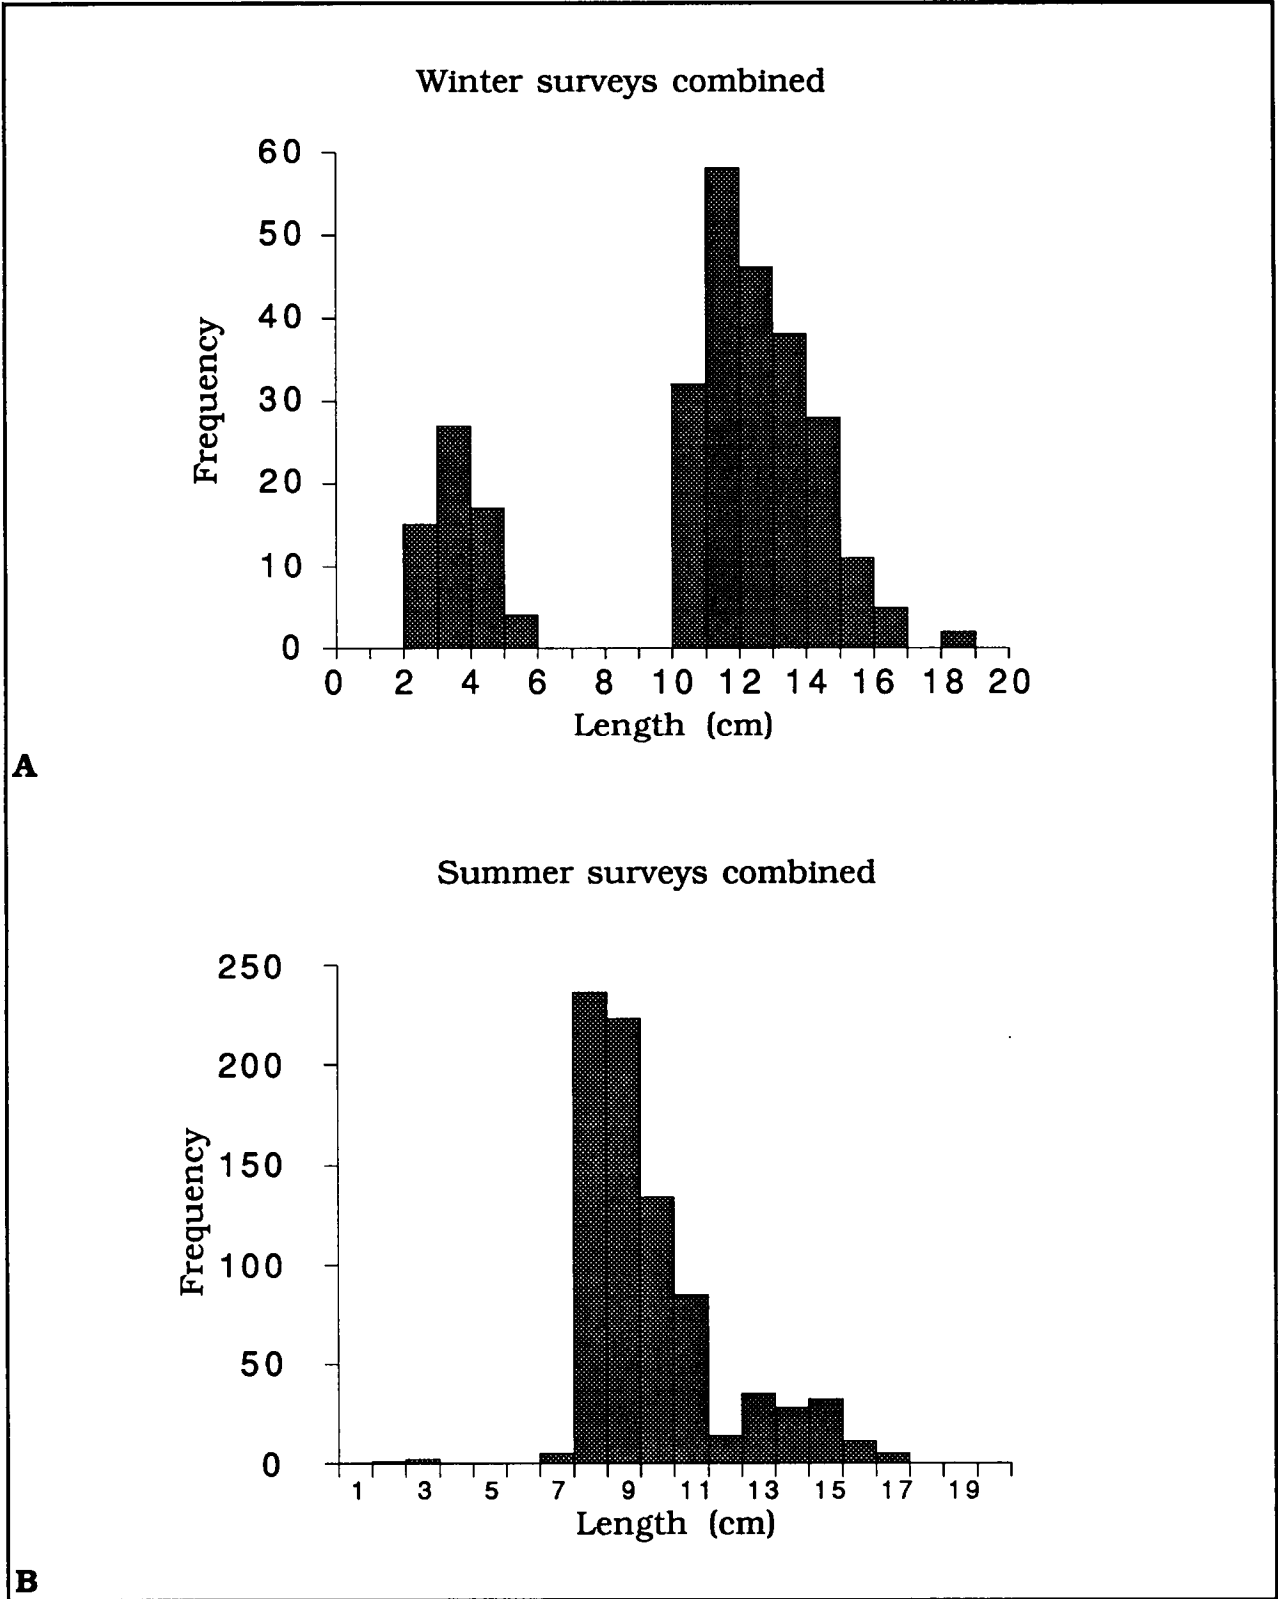 Winter surveys combined
60
50
40
30
20
10
0
Frequency
0 2 4 6 8 10 12 14 16 18 20
Length (cm)
A
Summer surveys combined
250
200
150
100
50
0
Frequency
1 3 5 7 9 11 13 15 17 19
Length (cm)
B